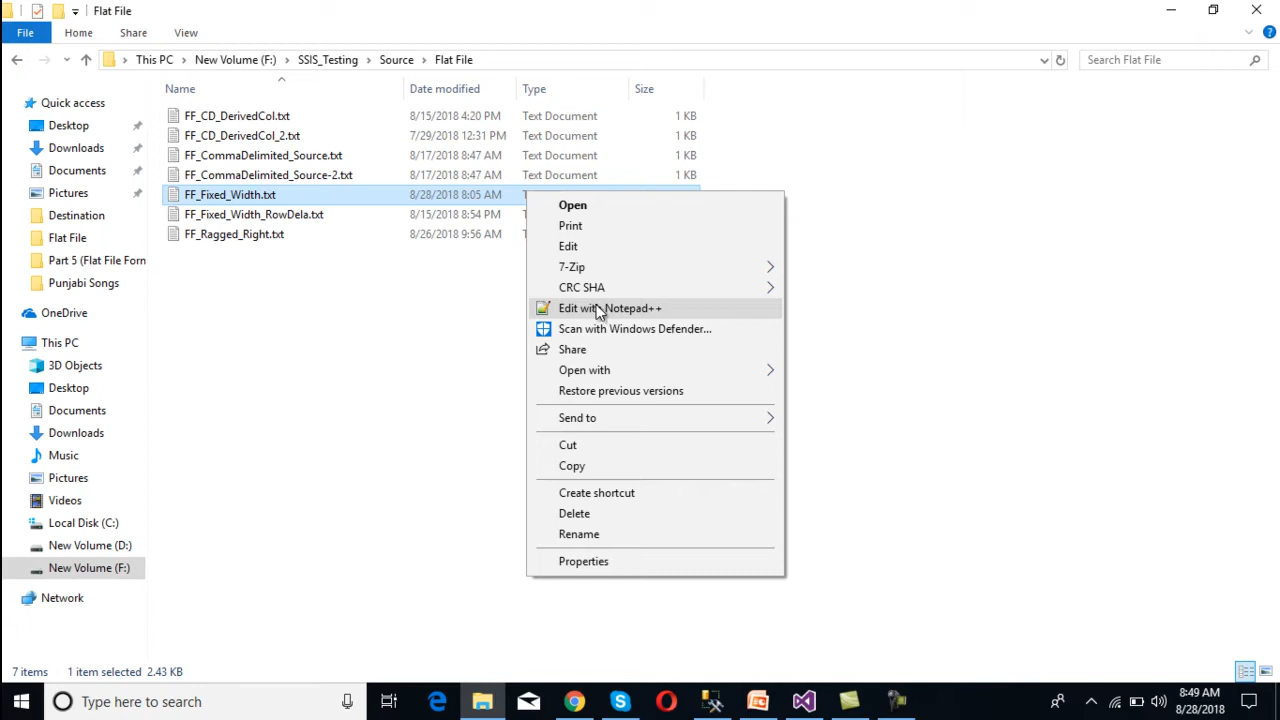 Flat File
File Home Share View
This PC New Volume (F:) SSIS_Testing Source Flat File Search Flat File
Name Date modified Type Size
FF_CD_DerivedCol.txt 8/15/2018 4:20 PM Text Document 1 KB
FF_CD_DerivedCol_2.txt 7/29/2018 12:31 PM Text Document 1 KB
FF_CommaDelimited_Source.txt 8/17/2018 8:47 AM Text Document 1 KB
FF_CommaDelimited_Source-2.txt 8/17/2018 8:47 AM Text Document 1 KB
FF_Fixed_Width.txt 8/28/2018 8:05 AM
FF_Fixed_Width_RowDela.txt 8/15/2018 8:54 PM
FF_Ragged_Right.txt 8/26/2018 9:56 AM
Quick access
Desktop
Downloads
Documents
Pictures
Destination
Flat File
Part 5 (Flat File Forn
Punjabi Songs
OneDrive
This PC
3D Objects
Desktop
Documents
Downloads
Music
Pictures
Videos
Local Disk (C:)
New Volume (D:)
New Volume (F:)
Network
Open
Print
Edit
7-Zip
CRC SHA
Edit with Notepad++
Scan with Windows Defender...
Share
Open with
Restore previous versions
Send to
Cut
Copy
Create shortcut
Delete
Rename
Properties
7 items 1 item selected 2.43 KB
Type here to search
8:49 AM
8/28/2018